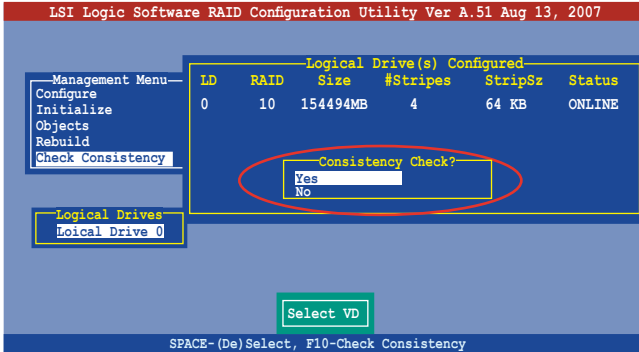 LSI Logic Software RAID Configuration Utility Ver A.51 Aug 13, 2007
Logical Drive(s) Configured
LD RAID Size #Stripes StripSz Status
0 10 154494MB 4 64 KB ONLINE
Management Menu
Configure
Initialize
Objects
Rebuild
Check Consistency
Consistency Check?
Yes
No
Logical Drives
Loical Drive 0
Select VD
SPACE-(De)Select, F10-Check Consistency